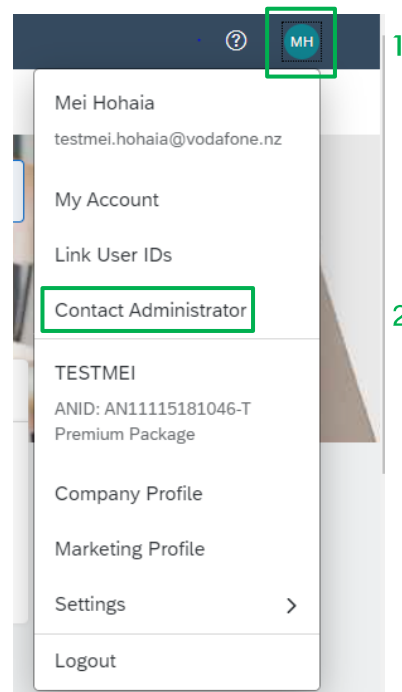 MH
1
Mei Hohaia
testmei.hohaia@vodafone.nz
My Account
Link User IDs
Contact Administrator
2
TESTMEI
ANID: AN11115181046-T
Premium Package
Company Profile
Marketing Profile
Settings
Logout